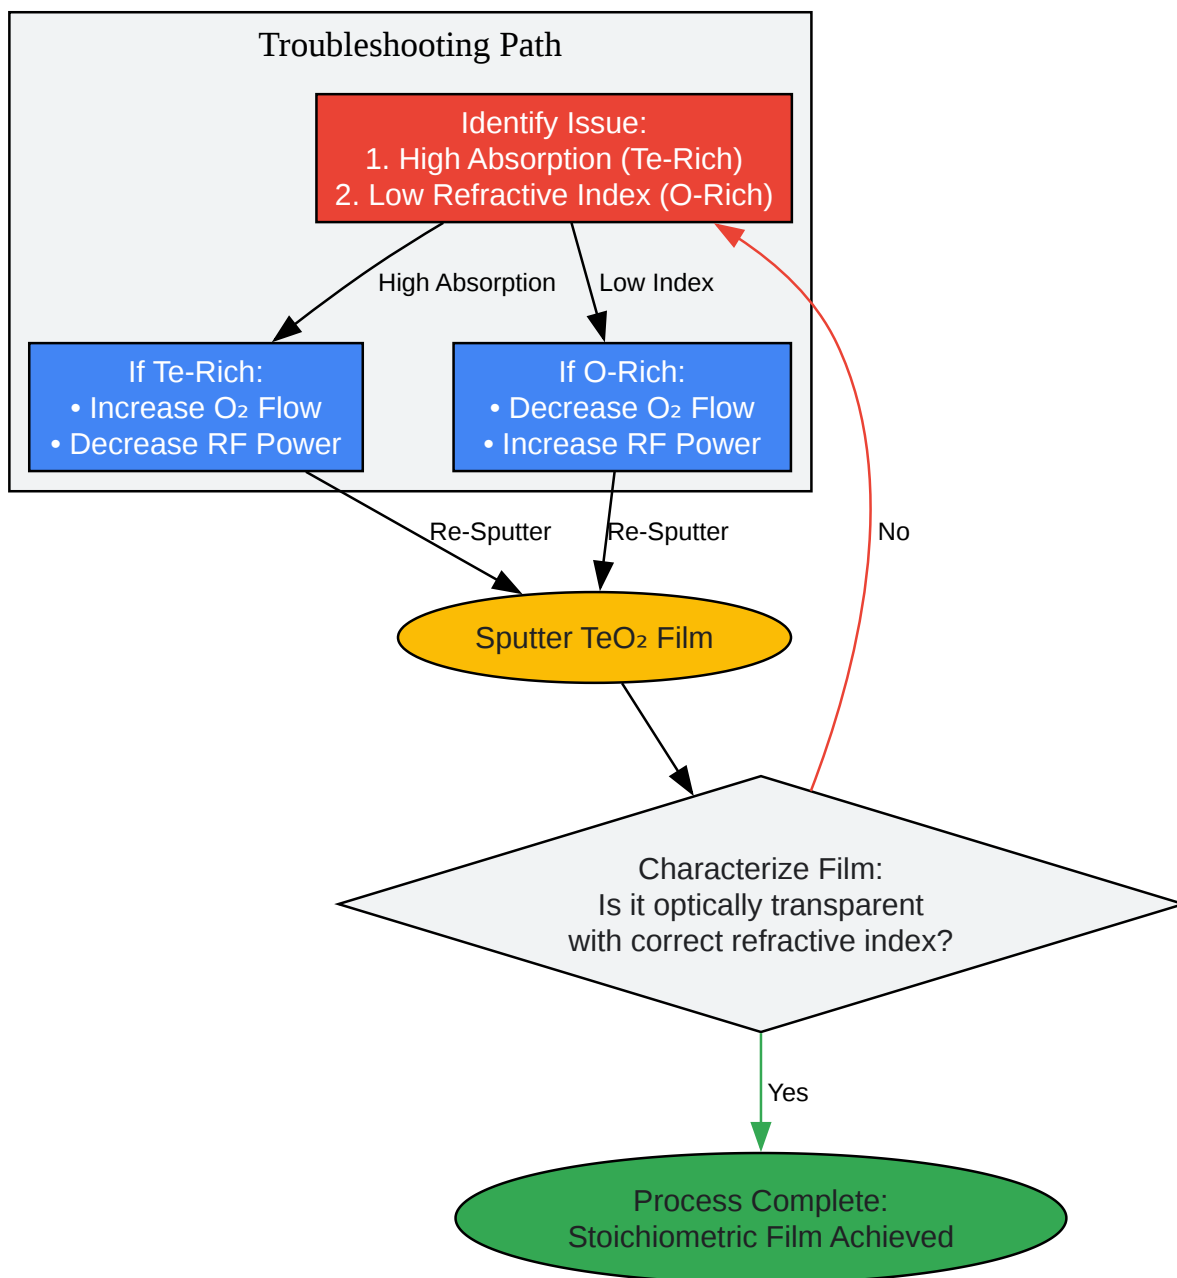 Troubleshooting Path
Identify Issue:
1. High Absorption (Te-Rich)
2. Low Refractive Index (O-Rich)
High Absorption
Low Index
If Te-Rich:
• Increase O₂ Flow
• Decrease RF Power
If O-Rich:
• Decrease O₂ Flow
• Increase RF Power
Re-Sputter
Re-Sputter
No
Sputter TeO₂ Film
Characterize Film:
Is it optically transparent
with correct refractive index?
Yes
Process Complete:
Stoichiometric Film Achieved